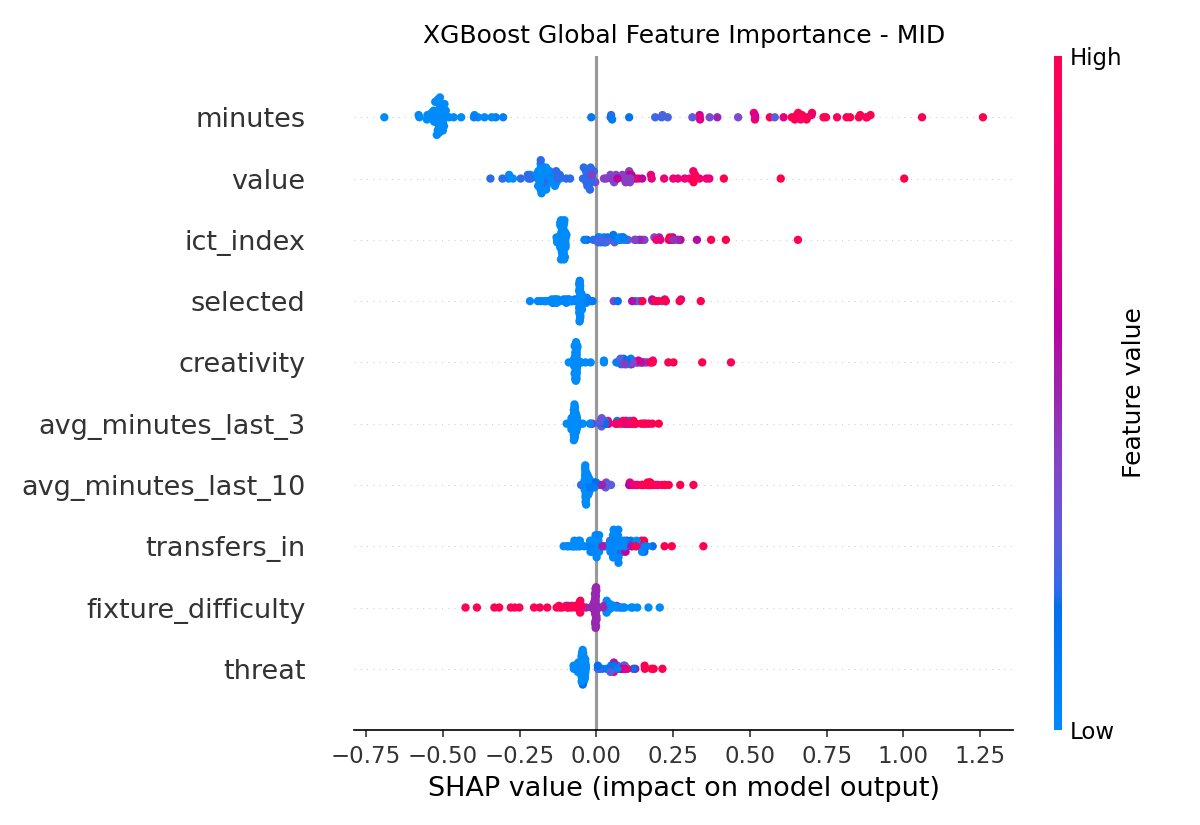 XGBoost Global Feature Importance - MID
High
minutes
value
ict_index
selected
creativity
avg_minutes_last_3
avg_minutes_last_10
transfers_in
fixture_difficulty
threat
Feature value
Low
−0.75 −0.50 −0.25 0.00 0.25 0.50 0.75 1.00 1.25
SHAP value (impact on model output)